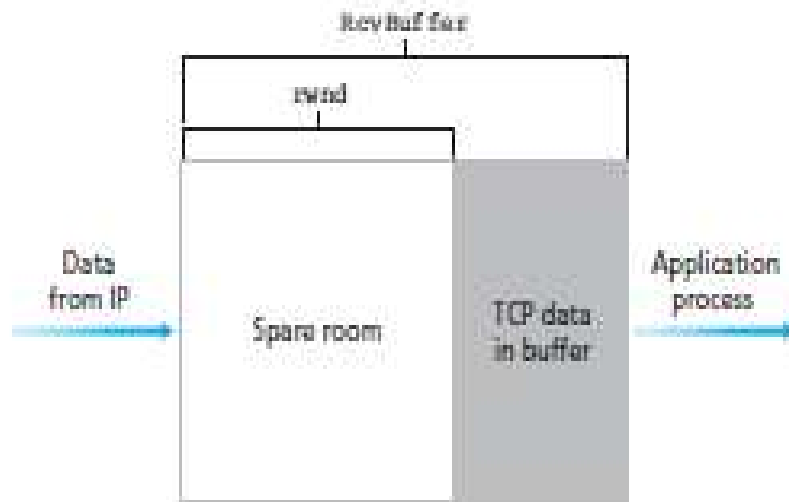 RcvBuffer
rwnd
Data
from IP
Spare room
TCP data
in buffer
Application
process